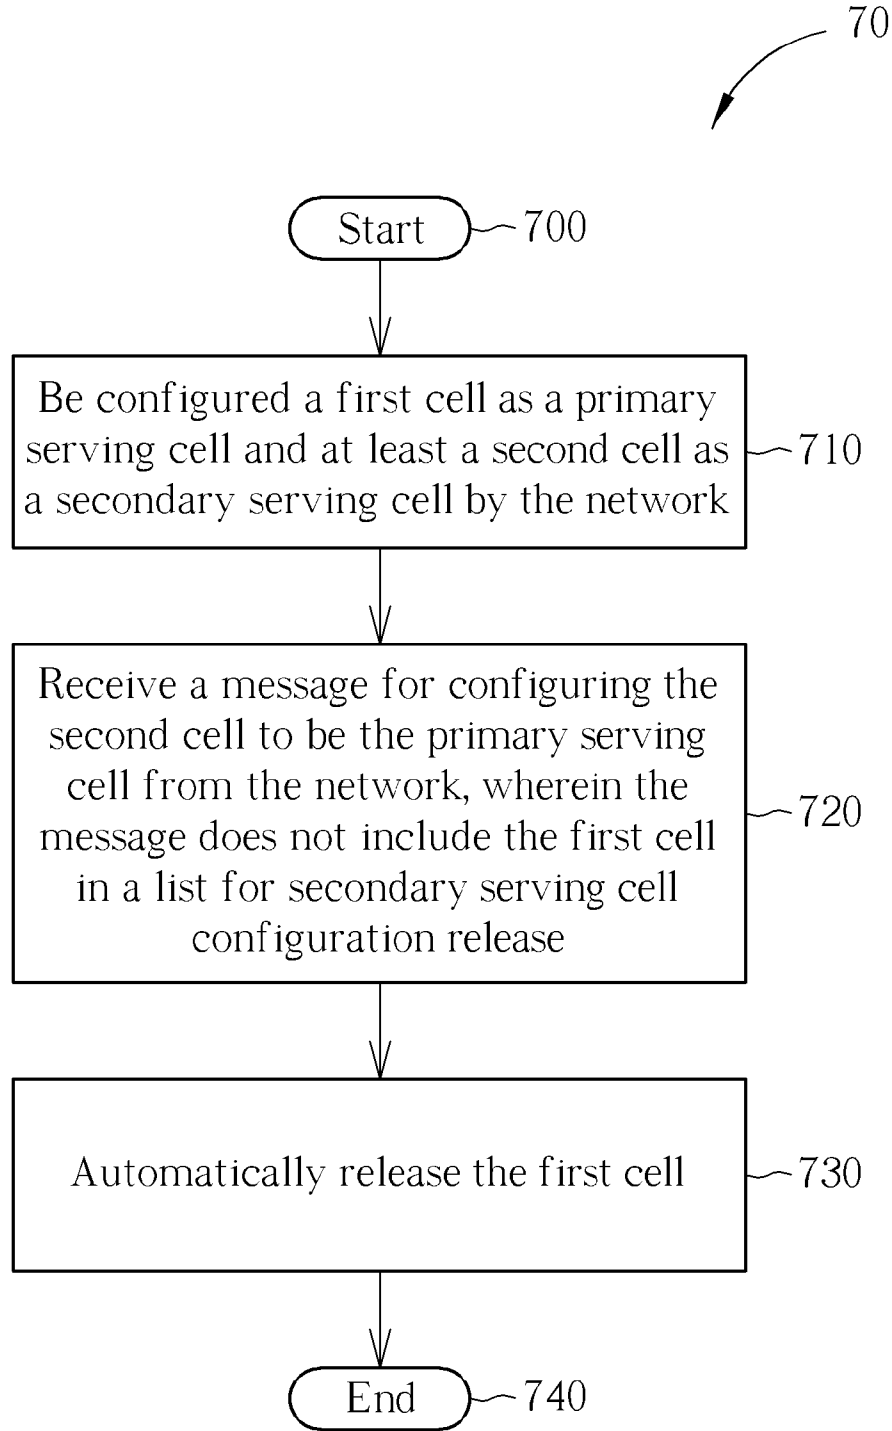 70
Start
700
Be configured a first cell as a primary
serving cell and at least a second cell as
a secondary serving cell by the network
710
Receive a message for configuring the
second cell to be the primary serving
cell from the network, wherein the
message does not include the first cell
in a list for secondary serving cell
configuration release
720
Automatically release the first cell
730
End
740